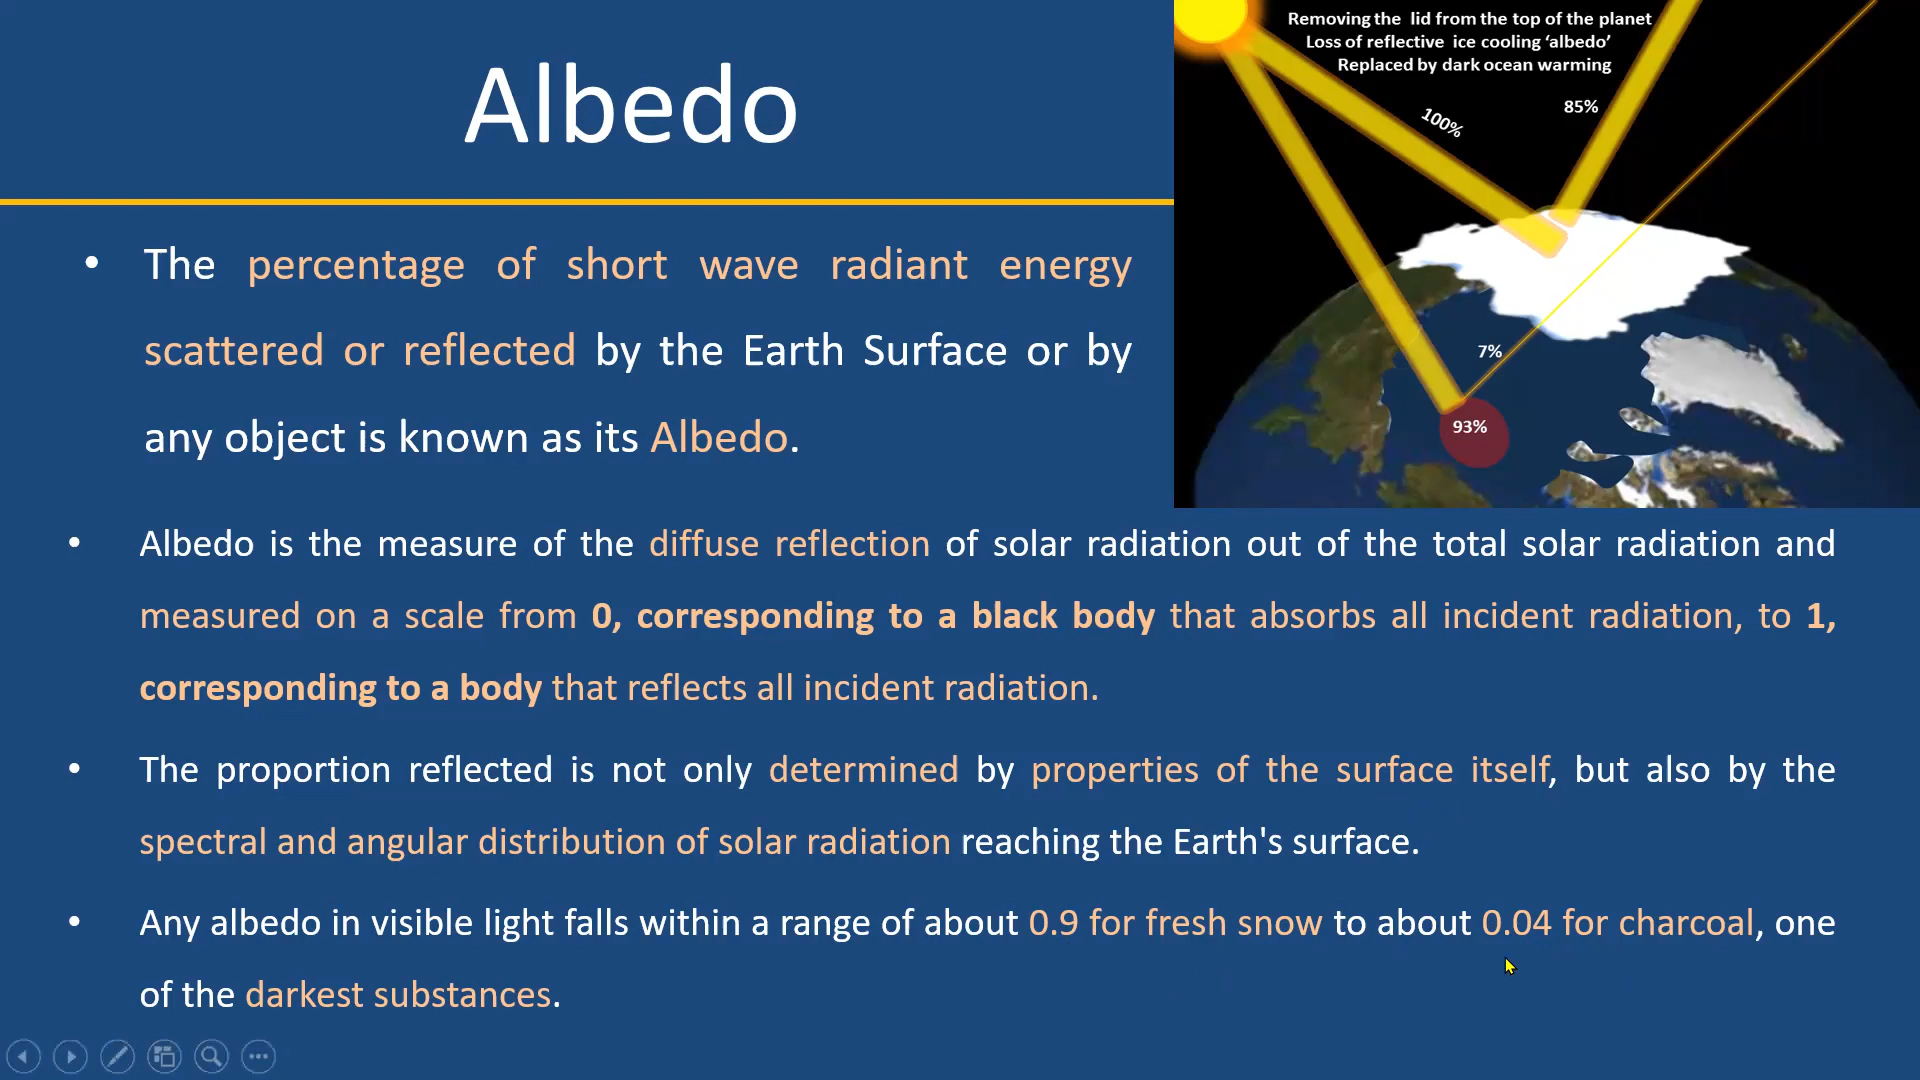 Albedo
Removing the lid from the top of the planet
Loss of reflective ice cooling ‘albedo’
Replaced by dark ocean warming
100%
85%
7%
93%
• The percentage of short wave radiant energy
scattered or reflected by the Earth Surface or by
any object is known as its Albedo.
• Albedo is the measure of the diffuse reflection of solar radiation out of the total solar radiation and
measured on a scale from 0, corresponding to a black body that absorbs all incident radiation, to 1,
corresponding to a body that reflects all incident radiation.
• The proportion reflected is not only determined by properties of the surface itself, but also by the
spectral and angular distribution of solar radiation reaching the Earth's surface.
• Any albedo in visible light falls within a range of about 0.9 for fresh snow to about 0.04 for charcoal, one
of the darkest substances.